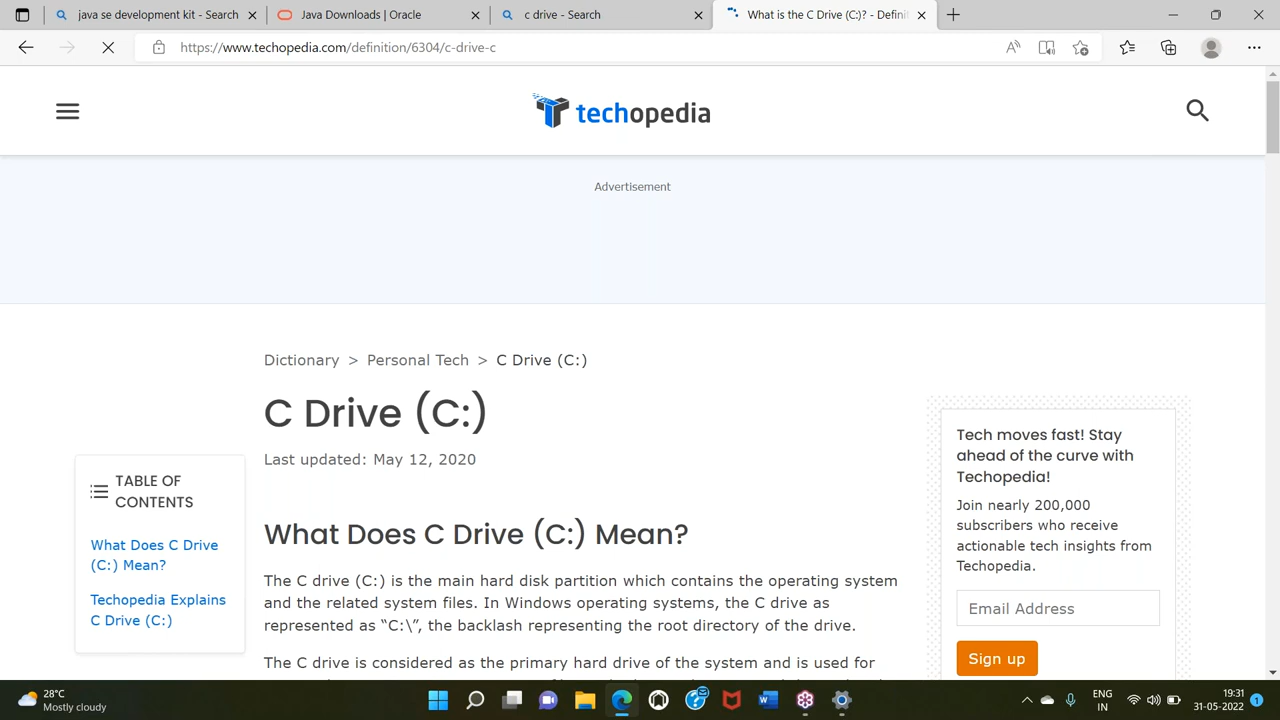 java se development kit - Search
Java Downloads | Oracle
c drive - Search
What is the C Drive (C:)? - Defini
https://www.techopedia.com/definition/6304/c-drive-c
techopedia
Advertisement
Dictionary > Personal Tech > C Drive (C:)
C Drive (C:)
Last updated: May 12, 2020
TABLE OF
CONTENTS
What Does C Drive
(C:) Mean?
Techopedia Explains
C Drive (C:)
What Does C Drive (C:) Mean?
The C drive (C:) is the main hard disk partition which contains the operating system
and the related system files. In Windows operating systems, the C drive as
represented as “C:\”, the backlash representing the root directory of the drive.
The C drive is considered as the primary hard drive of the system and is used for
Tech moves fast! Stay
ahead of the curve with
Techopedia!
Join nearly 200,000
subscribers who receive
actionable tech insights from
Techopedia.
Email Address
Sign up
28°C
Mostly cloudy
ENG
IN
19:31
31-05-2022
1